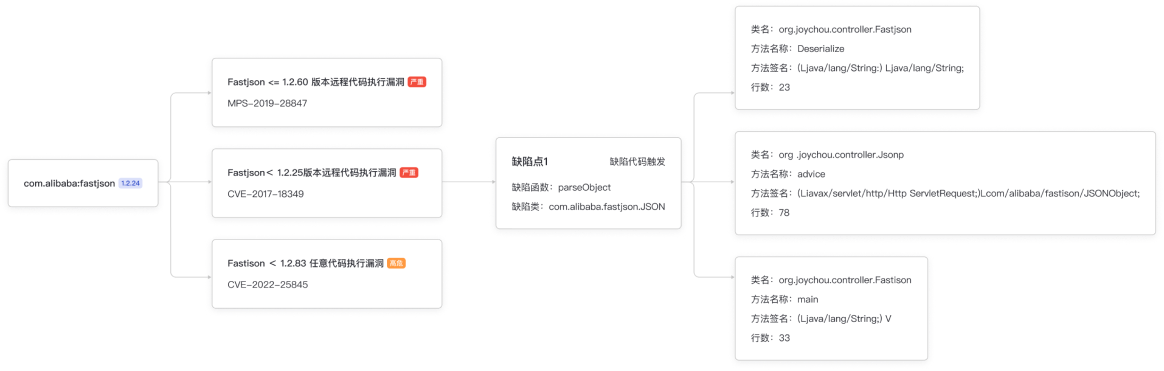 com.alibaba:fastjson 1.2.24
Fastjson <= 1.2.60 版本远程代码执行漏洞 严重
MPS-2019-28847
Fastjson < 1.2.25版本远程代码执行漏洞 严重
CVE-2017-18349
Fastison < 1.2.83 任意代码执行漏洞 高危
CVE-2022-25845
缺陷点1 缺陷代码触发
缺陷函数：parseObject
缺陷类：com.alibaba.fastjson.JSON
类名：org.joychou.controller.Fastjson
方法名称：Deserialize
方法签名：(Ljava/lang/String:) Ljava/lang/String;
行数：23
类名：org .joychou.controller.Jsonp
方法名称：advice
方法签名：(Liavax/servlet/http/Http ServletRequest;)Lcom/alibaba/fastison/JSONObject;
行数：78
类名：org.joychou.controller.Fastison
方法名称：main
方法签名：(Ljava/lang/String;) V
行数：33